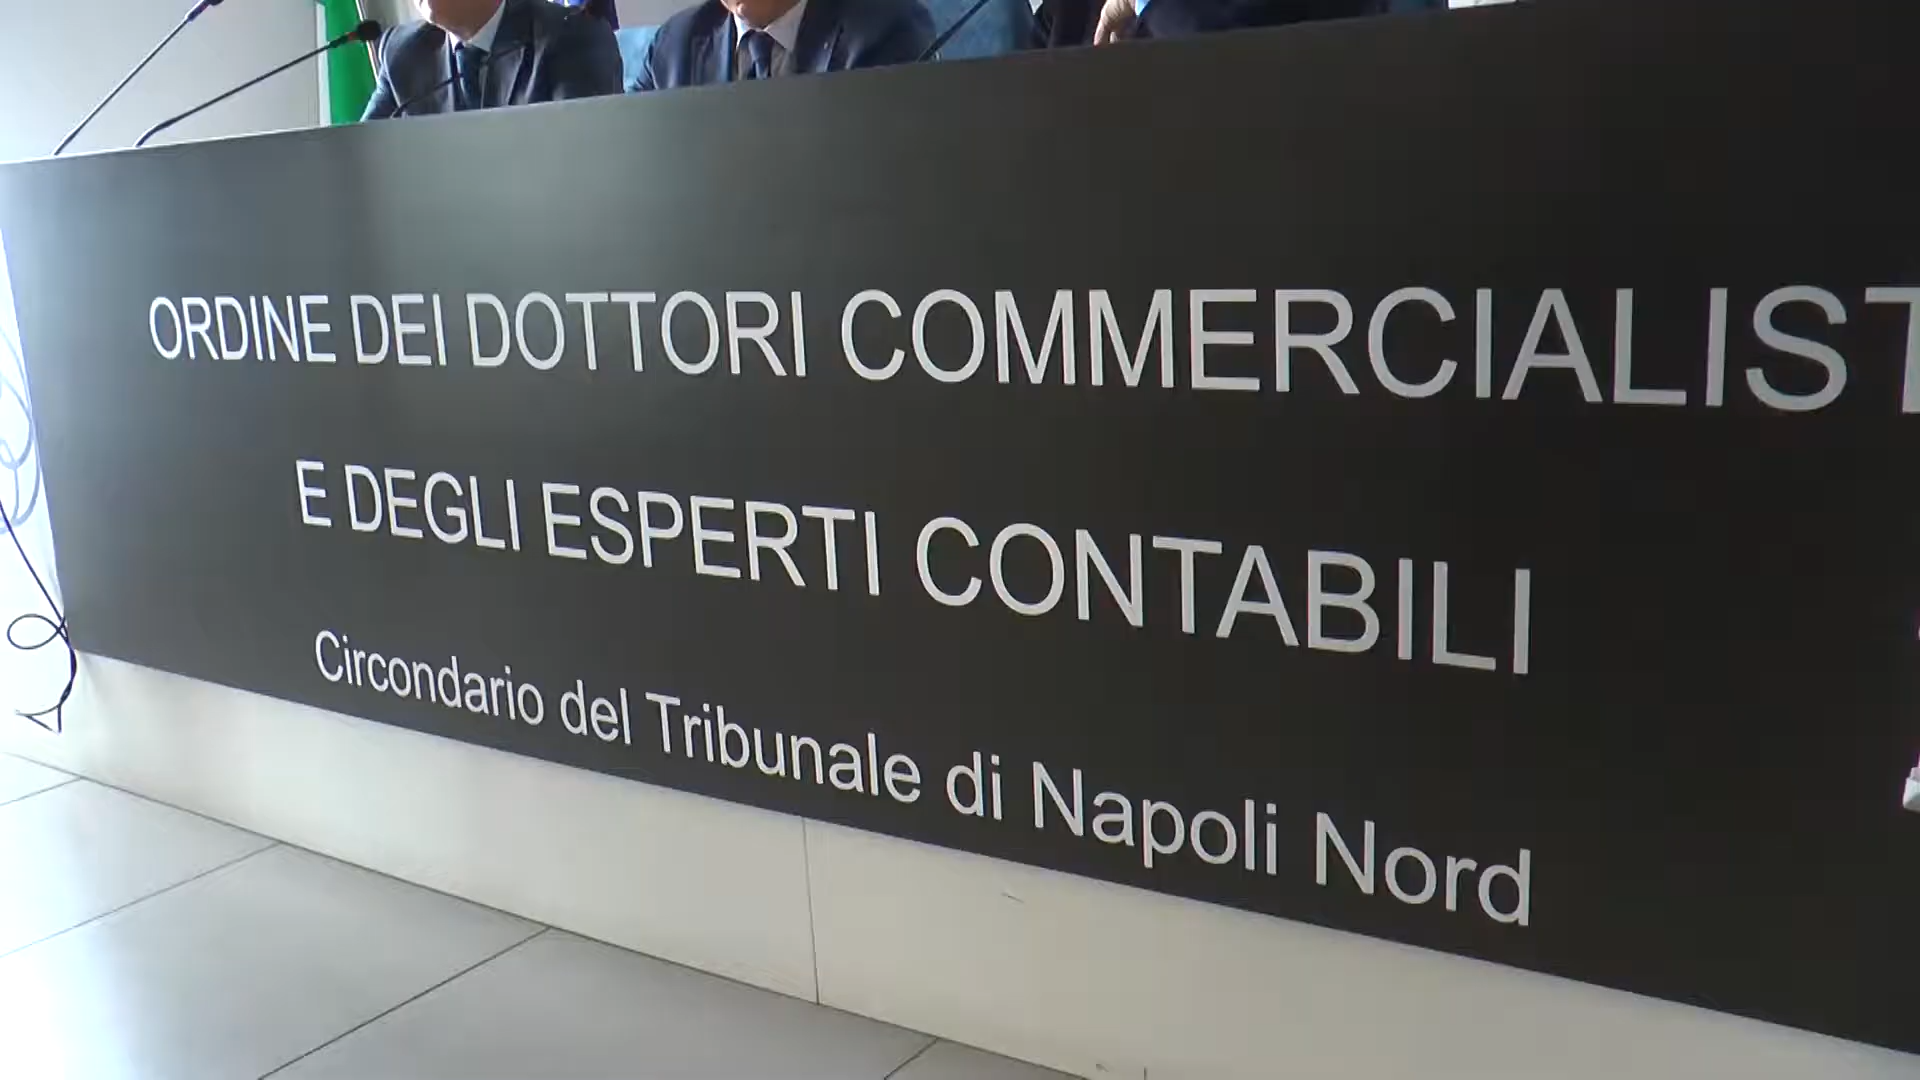 ORDINE DEI DOTTORI COMMERCIALIST
E DEGLI ESPERTI CONTABILI
Circondario del Tribunale di Napoli Nord